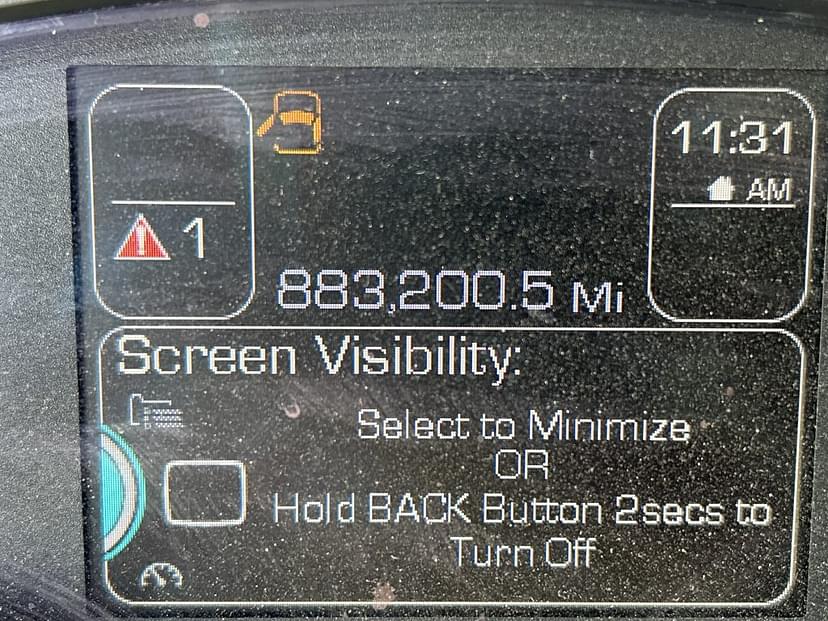 11:31
AM
1
883,200.5 Mi
Screen Visibility:
Select to Minimize
OR
Hold BACK Button 2secs to
Turn Off